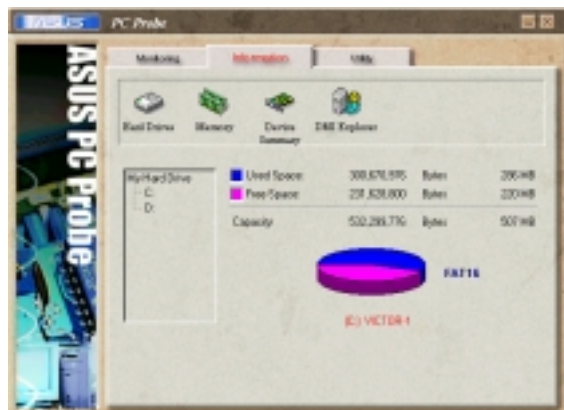 ASUS PC Probe
ASUS PC Probe
Monitoring Information Utility
Hard Drives Memory Device Summary DMI Explorer
My Hard Drive
C:
D:
Used Space: 300,670,976 Bytes 286 MB
Free Space: 231,628,800 Bytes 220 MB
Capacity: 532,299,776 Bytes 507 MB
FAT16
(C:) VICTOR-1